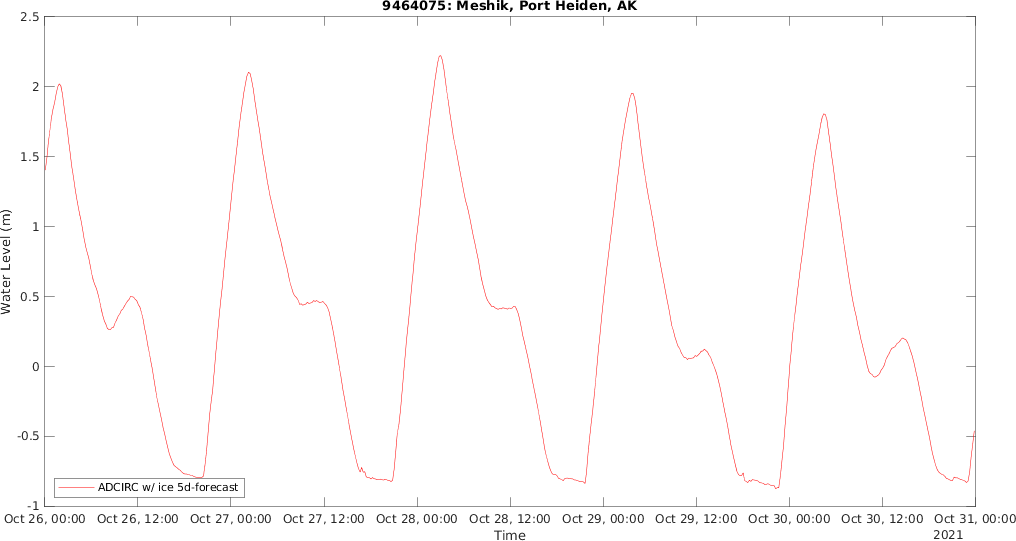 9464075: Meshik, Port Heiden, AK
2.5
2
1.5
1
0.5
0
-0.5
-1
Water Level (m)
ADCIRC w/ ice 5d-forecast
Oct 26, 00:00 Oct 26, 12:00 Oct 27, 00:00 Oct 27, 12:00 Oct 28, 00:00 Oct 28, 12:00 Oct 29, 00:00 Oct 29, 12:00 Oct 30, 00:00 Oct 30, 12:00 Oct 31, 00:00
2021
Time